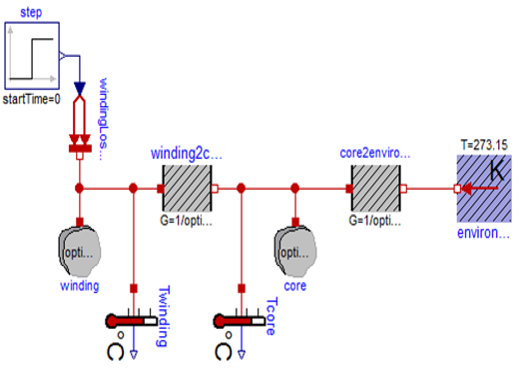 step
startTime=0
windingLos...
winding2c...
core2enviro...
T=273.15
K
G=1/opti...
G=1/opti...
environ...
opti...
opti...
winding
core
Twinding
Tcore
°C
°C